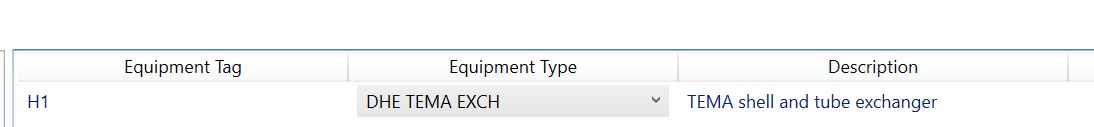 Equipment Tag Equipment Type Description
H1 DHE TEMA EXCH TEMA shell and tube exchanger